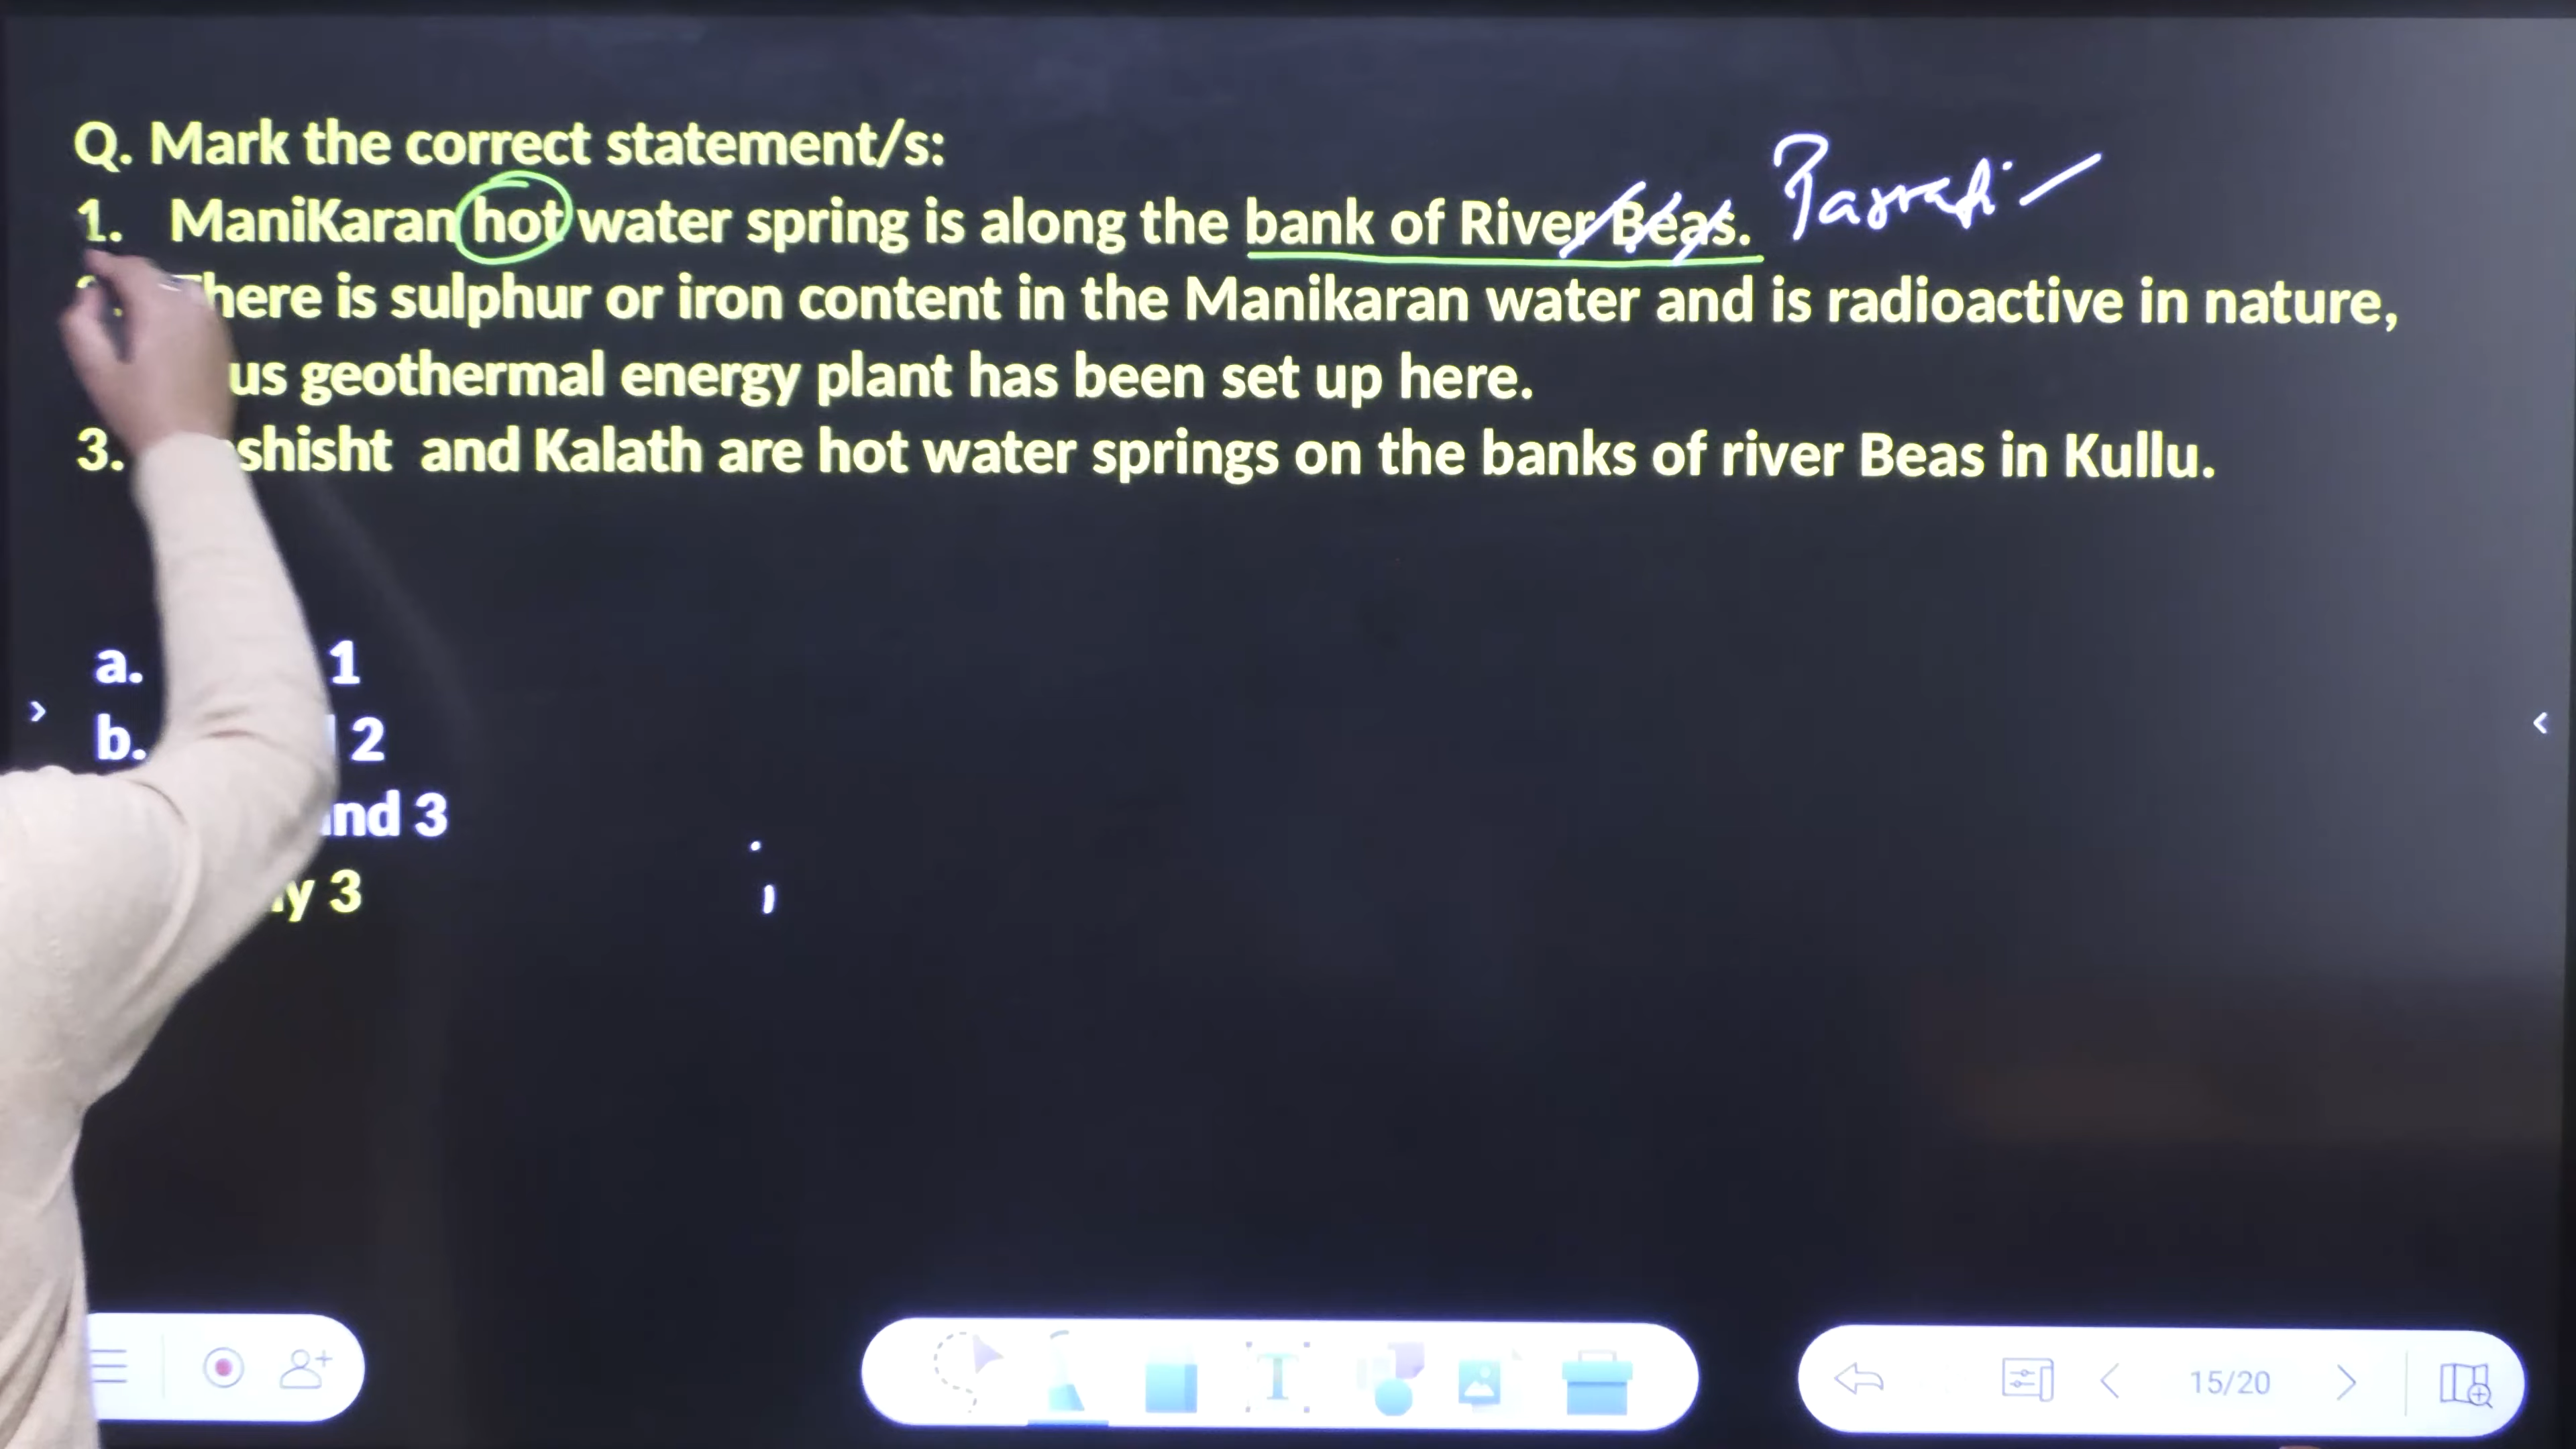 Q. Mark the correct statement/s:
1. ManiKaran hot water spring is along the bank of River Beas. Parvati
here is sulphur or iron content in the Manikaran water and is radioactive in nature,
us geothermal energy plant has been set up here.
3. shisht and Kalath are hot water springs on the banks of river Beas in Kullu.
a. 1
b. 2
nd 3
y 3
15/20